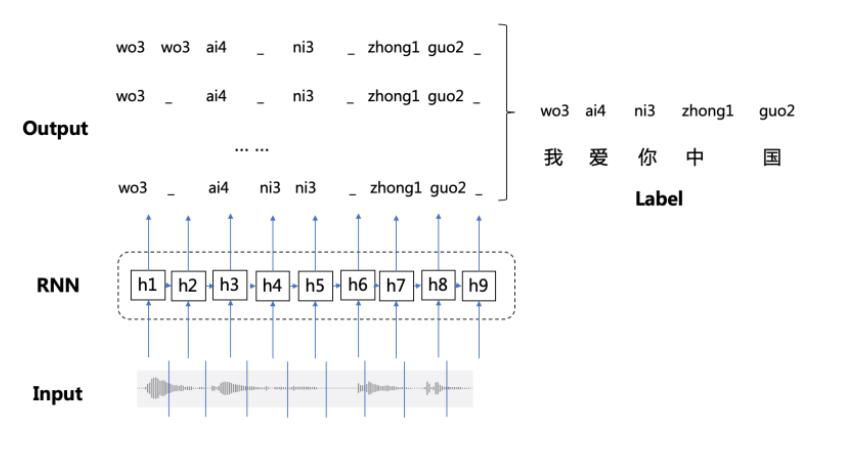 wo3 wo3 ai4 _ ni3 _ zhong1 guo2 _
wo3 _ ai4 _ ni3 _ zhong1 guo2 _
Output
... ...
wo3 _ ai4 ni3 ni3 _ zhong1 guo2 _
wo3 ai4 ni3 zhong1 guo2
我 爱 你 中 国
Label
RNN
h1 h2 h3 h4 h5 h6 h7 h8 h9
Input